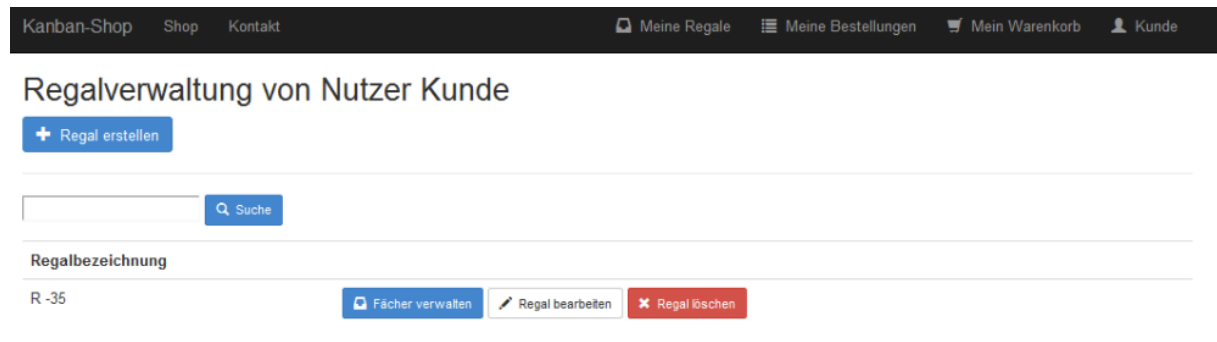 Kanban-Shop Shop Kontakt Meine Regale Meine Bestellungen Mein Warenkorb Kunde
Regalverwaltung von Nutzer Kunde
Regal erstellen
Suche
Regalbezeichnung
R -35 Fächer verwalten Regal bearbeiten Regal löschen